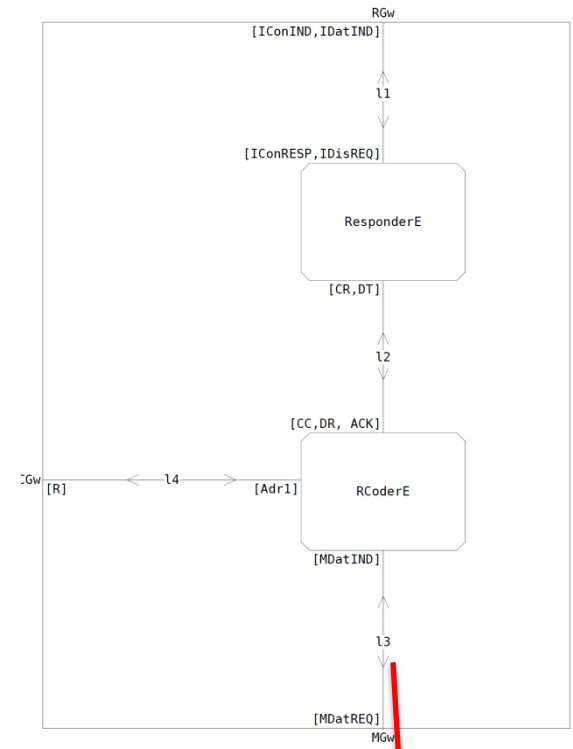 RGw
[IConIND,IDatIND]
l1
[IConRESP,IDisREQ]
ResponderE
[CR,DT]
l2
[CC,DR, ACK]
l4
[R]
[Adr1]
RCoderE
[MDatIND]
l3
[MDatREQ]
MGw